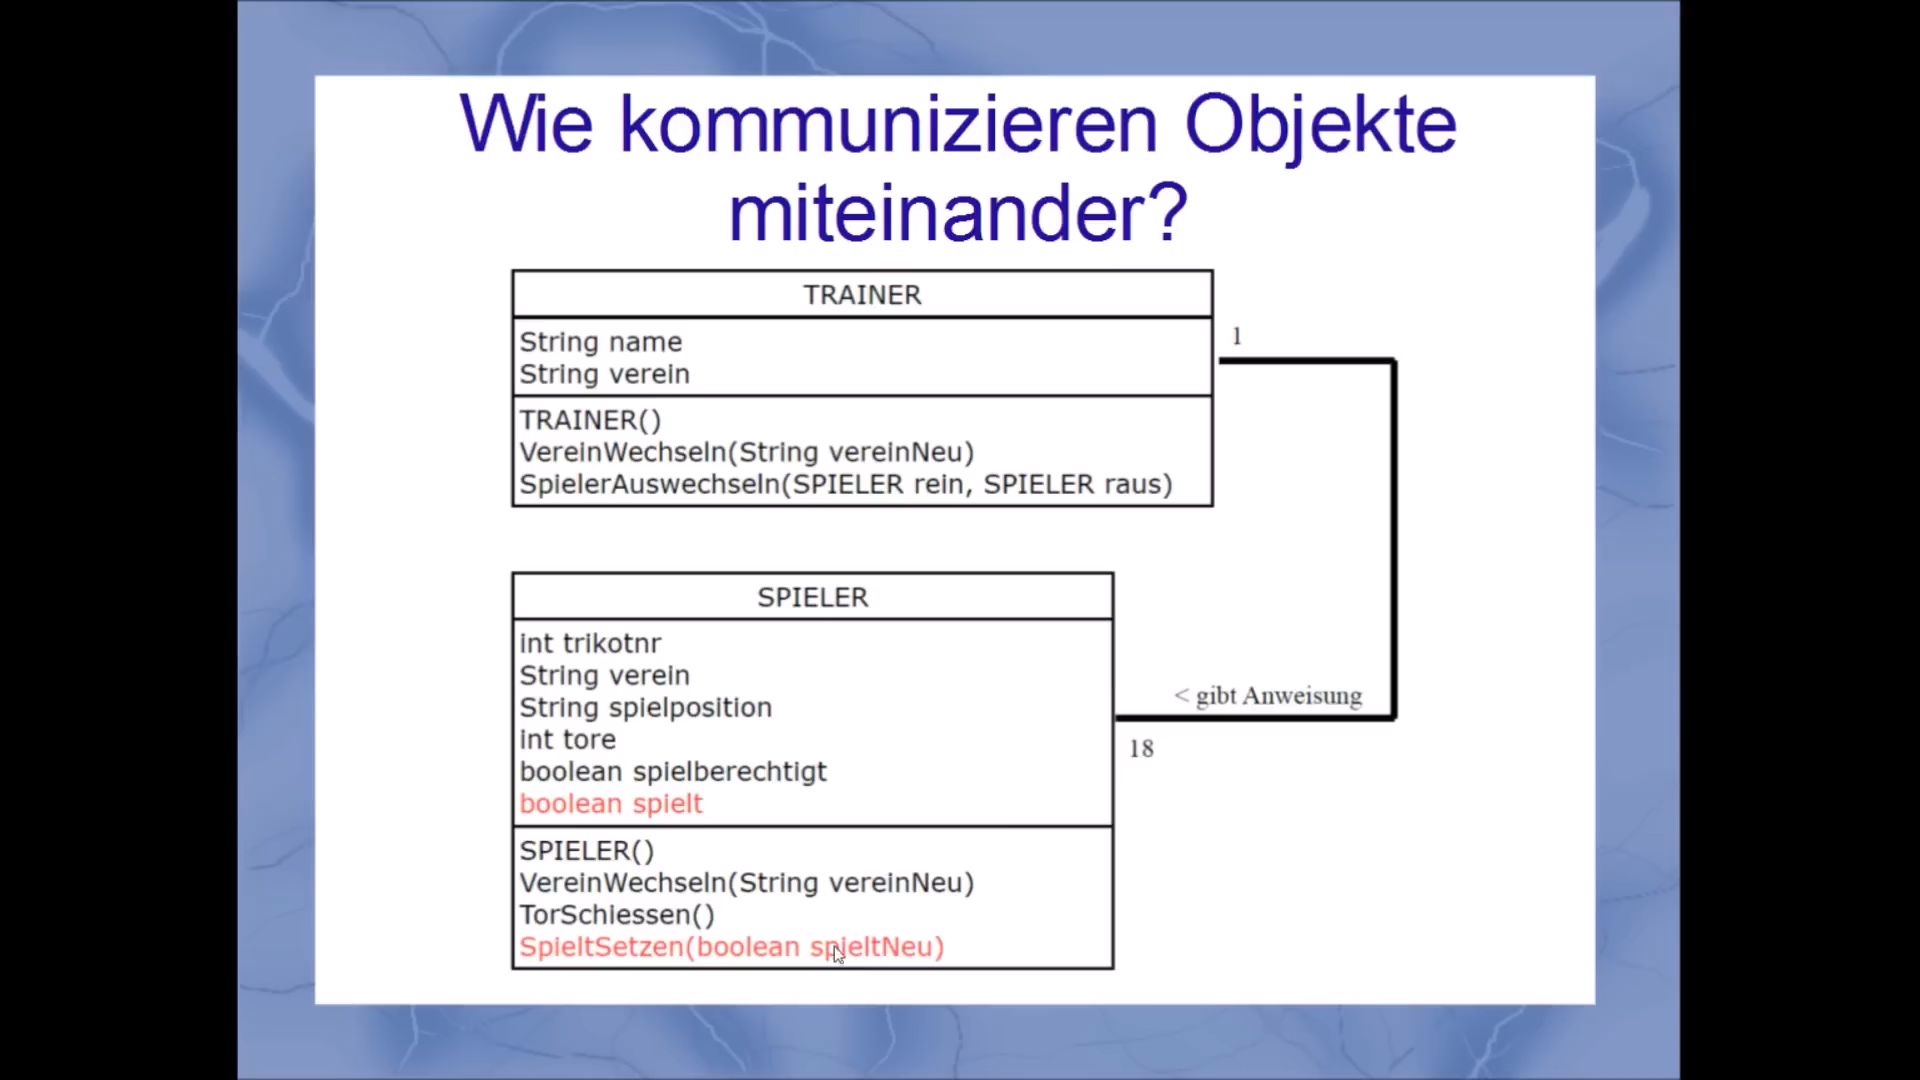 Wie kommunizieren Objekte
miteinander?
TRAINER
String name
String verein
1
TRAINER()
VereinWechseln(String vereinNeu)
SpielerAuswechseln(SPIELER rein, SPIELER raus)
SPIELER
int trikotnr
String verein
String spielposition
int tore
boolean spielberechtigt
boolean spielt
< gibt Anweisung
18
SPIELER()
VereinWechseln(String vereinNeu)
TorSchiessen()
SpieltSetzen(boolean spieltNeu)